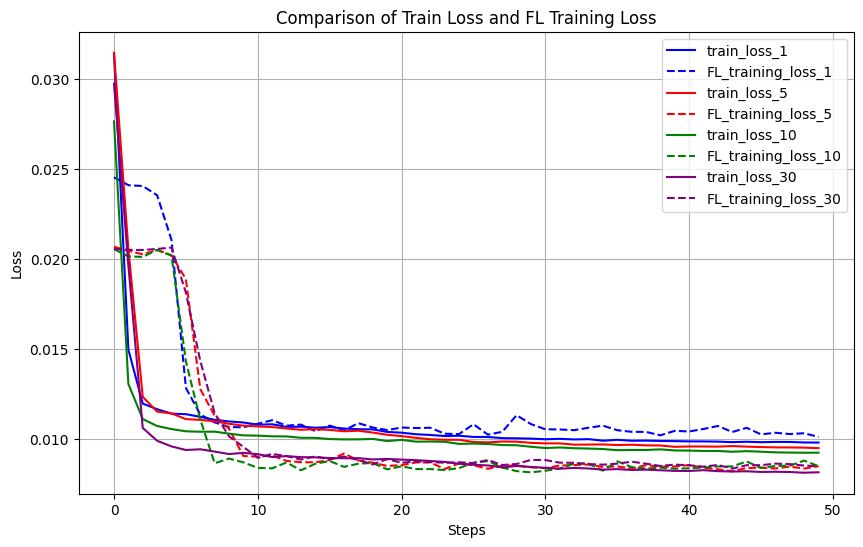 Comparison of Train Loss and FL Training Loss
train_loss_1
FL_training_loss_1
train_loss_5
FL_training_loss_5
train_loss_10
FL_training_loss_10
train_loss_30
FL_training_loss_30
0.030
0.025
0.020
0.015
0.010
Loss
0 10 20 30 40 50
Steps